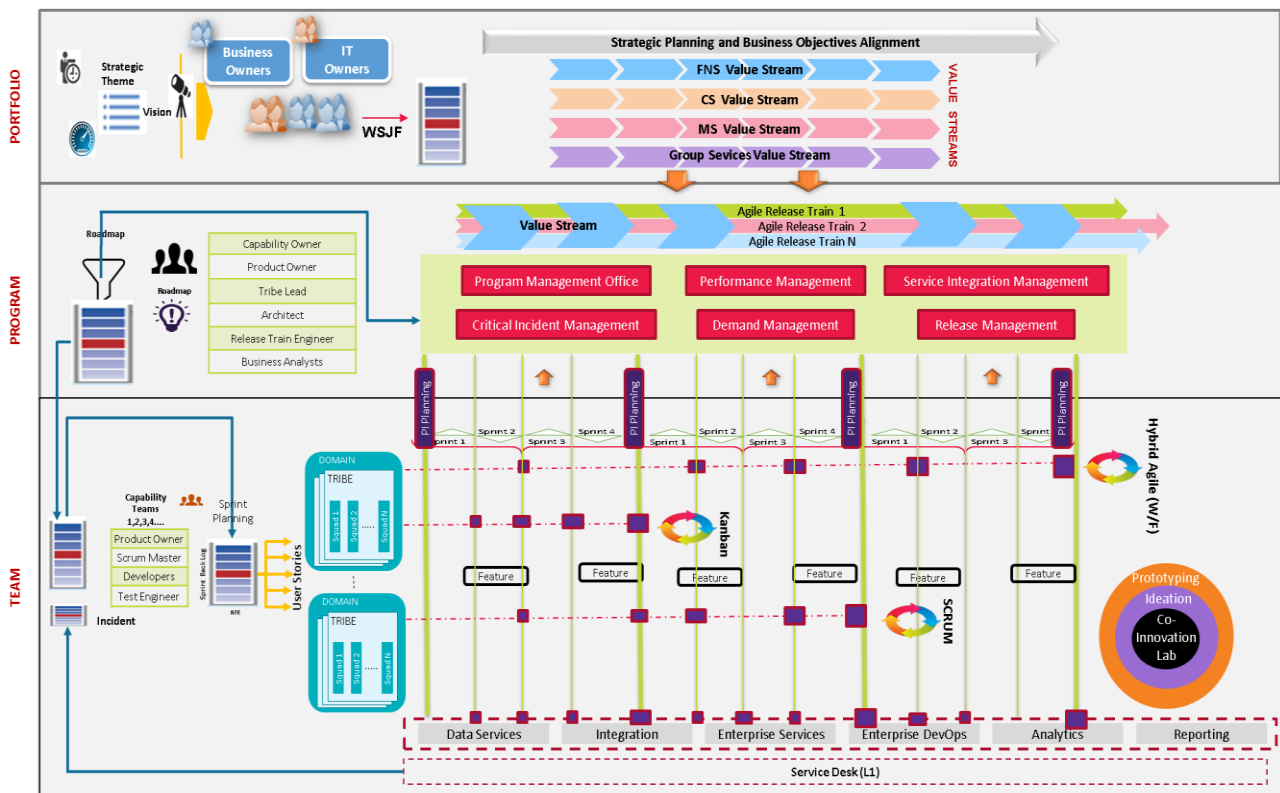 PORTFOLIO
Strategic
Theme
Vision
Business
Owners
IT
Owners
WSJF
Strategic Planning and Business Objectives Alignment
FNS Value Stream
CS Value Stream
MS Value Stream
Group Sevices Value Stream
VALUE STREAMS
PROGRAM
Roadmap
Roadmap
Capability Owner
Product Owner
Tribe Lead
Architect
Release Train Engineer
Business Analysts
Value Stream
Agile Release Train 1
Agile Release Train 2
Agile Release Train N
Program Management Office
Performance Management
Service Integration Management
Critical Incident Management
Demand Management
Release Management
PI Planning
PI Planning
PI Planning
PI Planning
TEAM
Sprint 1
Sprint 2
Sprint 3
Sprint 4
Sprint 1
Sprint 2
Sprint 3
Sprint 4
Sprint 1
Sprint 2
Sprint 3
Sprint
Hybrid Agile (W/F)
Capability
Teams
1,2,3,4....
Product Owner
Scrum Master
Developers
Test Engineer
Sprint
Planning
Sprint Back Log
NFR
User Stories
Incident
DOMAIN
TRIBE
Squad 1
Squad 2
.....
Squad N
Kanban
Feature
Feature
Feature
Feature
Feature
Feature
DOMAIN
TRIBE
Squad 1
Squad 2
.....
Squad N
SCRUM
Prototyping
Ideation
Co-
Innovation
Lab
Data Services
Integration
Enterprise Services
Enterprise DevOps
Analytics
Reporting
Service Desk (L1)